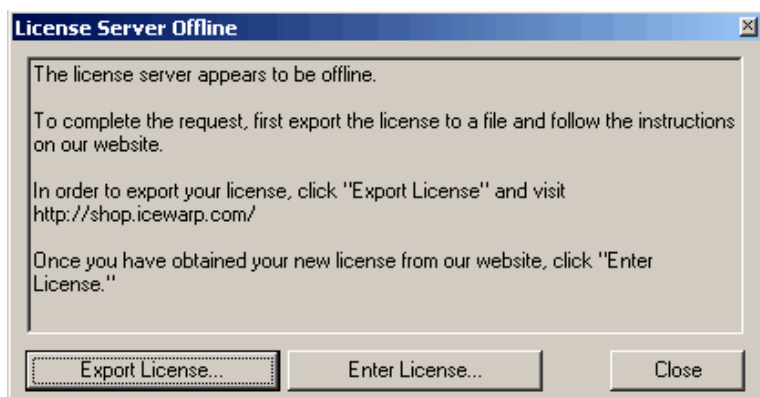 License Server Offline
The license server appears to be offline.
To complete the request, first export the license to a file and follow the instructions
on our website.
In order to export your license, click "Export License" and visit
http://shop.icewarp.com/
Once you have obtained your new license from our website, click "Enter
License."
Export License...
Enter License...
Close